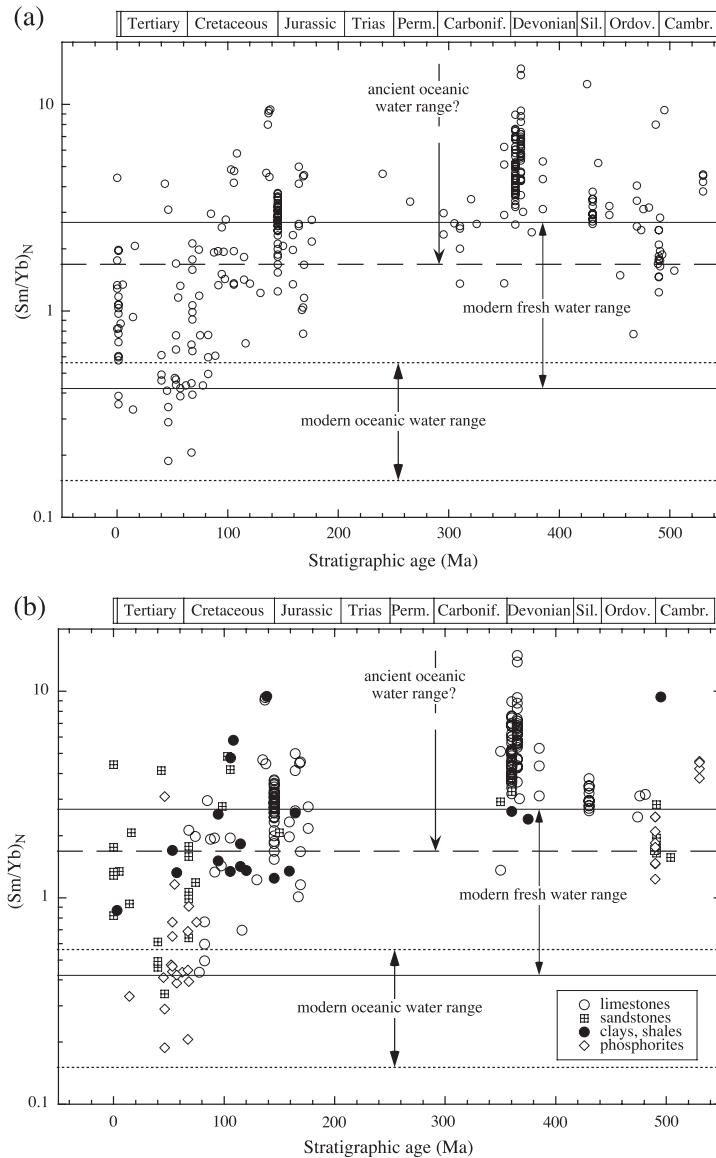 (a)
Tertiary Cretaceous Jurassic Trias Perm. Carbonif. Devonian Sil. Ordov. Cambr.
10
1
0.1
(Sm/Yb)N
ancient oceanic
water range?
modern fresh water range
modern oceanic water range
0 100 200 300 400 500
Stratigraphic age (Ma)
(b)
Tertiary Cretaceous Jurassic Trias Perm. Carbonif. Devonian Sil. Ordov. Cambr.
10
1
0.1
(Sm/Yb)N
ancient oceanic
water range?
modern fresh water range
modern oceanic water range
limestones
sandstones
clays, shales
phosphorites
0 100 200 300 400 500
Stratigraphic age (Ma)